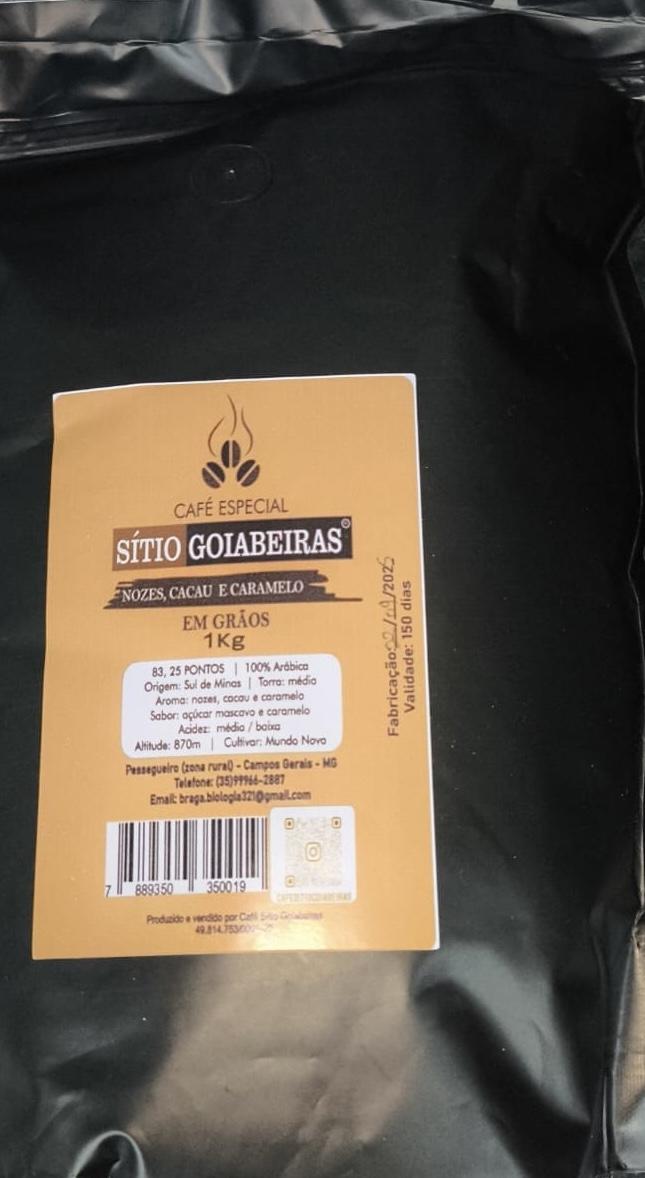 CAFÉ ESPECIAL
SÍTIO GOIABEIRAS®
NOZES, CACAU E CARAMELO
EM GRÃOS
1Kg
83, 25 PONTOS | 100% Arábica
Origem: Sul de Minas | Torra: média
Aroma: nozes, cacau e caramelo
Sabor: açúcar mascavo e caramelo
Acidez: média / baixa
Altitude: 870m | Cultivar: Mundo Novo
Pessegueiro (zona rural) - Campos Gerais - MG
Telefone: (35)99966-2887
Email: braga.biologia321@gmail.com
7 889350 350019
Produzido e vendido por Café Sítio Goiabeiras
Fabricação: /2025
Validade: 150 dias